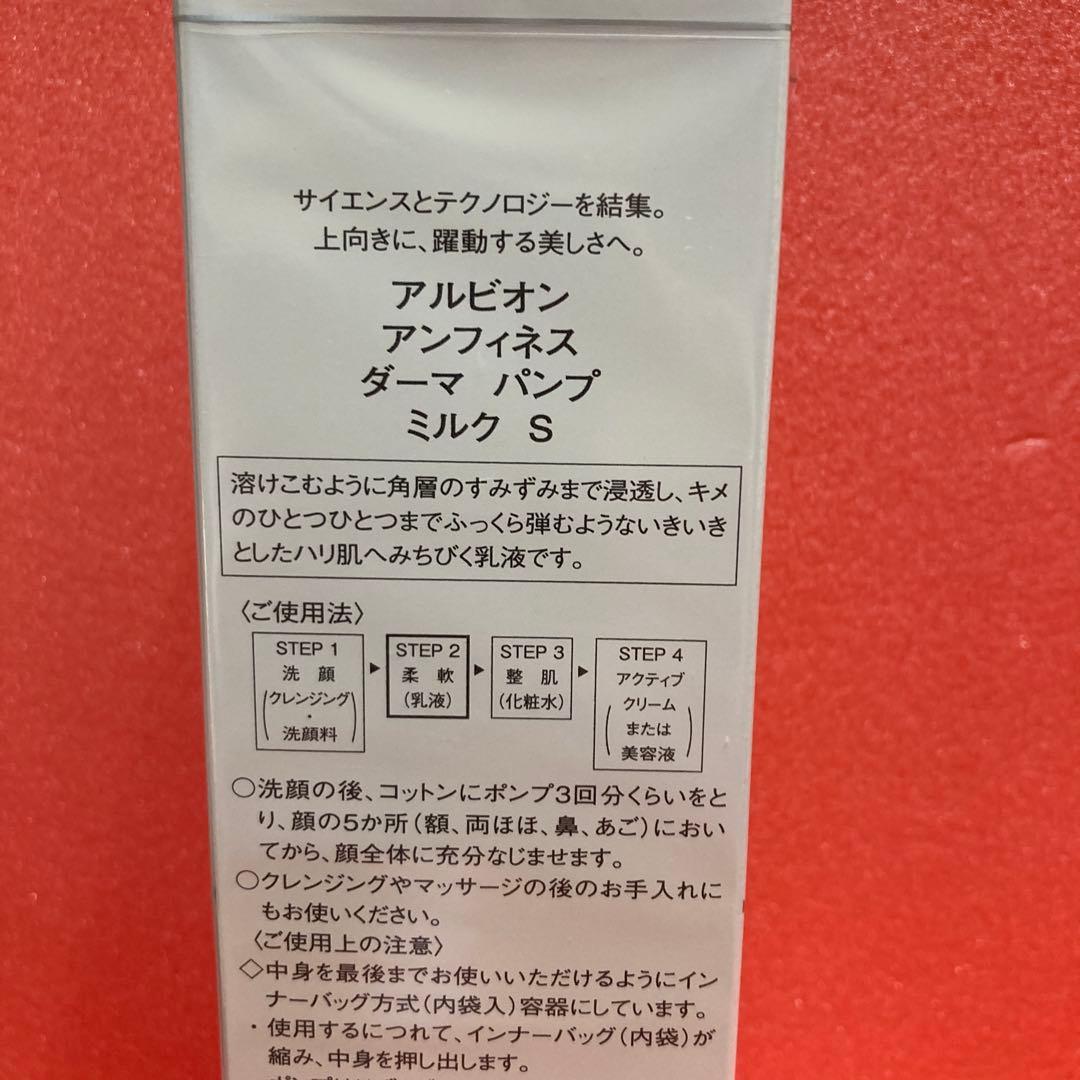 サイエンスとテクノロジーを結集。
上向きに、躍動する美しさへ。
アルビオン
アンフィネス
ダーマ パンプ
ミルク S
溶けこむように角層のすみずみまで浸透し、キメ
のひとつひとつまでふっくら弾むようないきいき
としたハリ肌へみちびく乳液です。
〈ご使用法〉
STEP 1
洗 顔
(クレンジング
・
洗顔料)
▶
STEP 2
柔 軟
(乳液)
▶
STEP 3
整 肌
(化粧水)
▶
STEP 4
アクティブ
(クリーム
または
美容液)
○洗顔の後、コットンにポンプ3回分くらいをと
り、顔の5か所(額、両ほほ、鼻、あご)におい
てから、顔全体に充分なじませます。
○クレンジングやマッサージの後のお手入れに
もお使いください。
〈ご使用上の注意〉
◇中身を最後までお使いいただけるようにイン
ナーバッグ方式(内袋入)容器にしています。
・使用するにつれて、インナーバッグ(内袋)が
縮み、中身を押し出します。